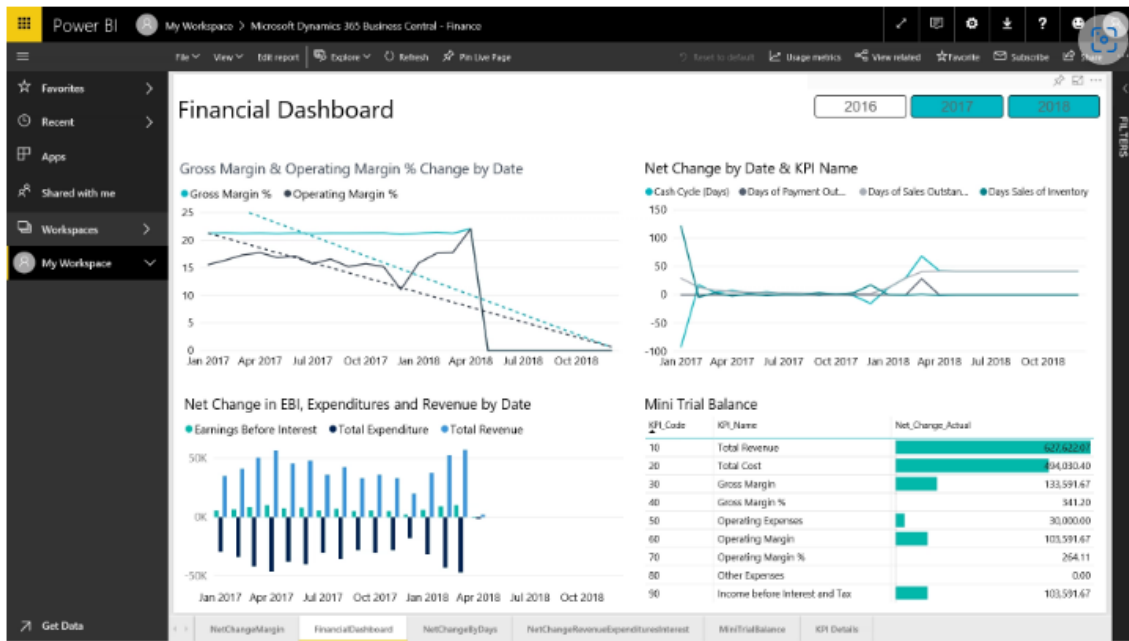 Power BI My Workspace > Microsoft Dynamics 365 Business Central - Finance ?
File View Edit report Explore Refresh Pin Live Page Reset to default Usage metrics View related Favorite Subscribe Share
Favorites
Recent
Apps
Shared with me
Workspaces
My Workspace
Get Data
FILTERS
Financial Dashboard
2016 2017 2018
Gross Margin & Operating Margin % Change by Date
Gross Margin % Operating Margin %
25
20
15
10
5
0
Jan 2017 Apr 2017 Jul 2017 Oct 2017 Jan 2018 Apr 2018 Jul 2018 Oct 2018
Net Change by Date & KPI Name
Cash Cycle (Days) Days of Payment Out... Days of Sales Outstan... Days Sales of Inventory
150
100
50
0
-50
-100
Jan 2017 Apr 2017 Jul 2017 Oct 2017 Jan 2018 Apr 2018 Jul 2018 Oct 2018
Net Change in EBI, Expenditures and Revenue by Date
Earnings Before Interest Total Expenditure Total Revenue
50K
0K
-50K
Jan 2017 Apr 2017 Jul 2017 Oct 2017 Jan 2018 Apr 2018 Jul 2018 Oct 2018
Mini Trial Balance
KPI_Code KPI_Name Net_Change_Actual
10 Total Revenue 627,622.07
20 Total Cost 494,030.40
30 Gross Margin 133,591.67
40 Gross Margin % 341.20
50 Operating Expenses 30,000.00
60 Operating Margin 103,591.67
70 Operating Margin % 264.11
80 Other Expenses 0.00
90 Income before Interest and Tax 103,591.67
NetChangeMargin FinancialDashboard NetChangeByDays NetChangeRevenueExpendituresInterest MiniTrialBalance KPI Details